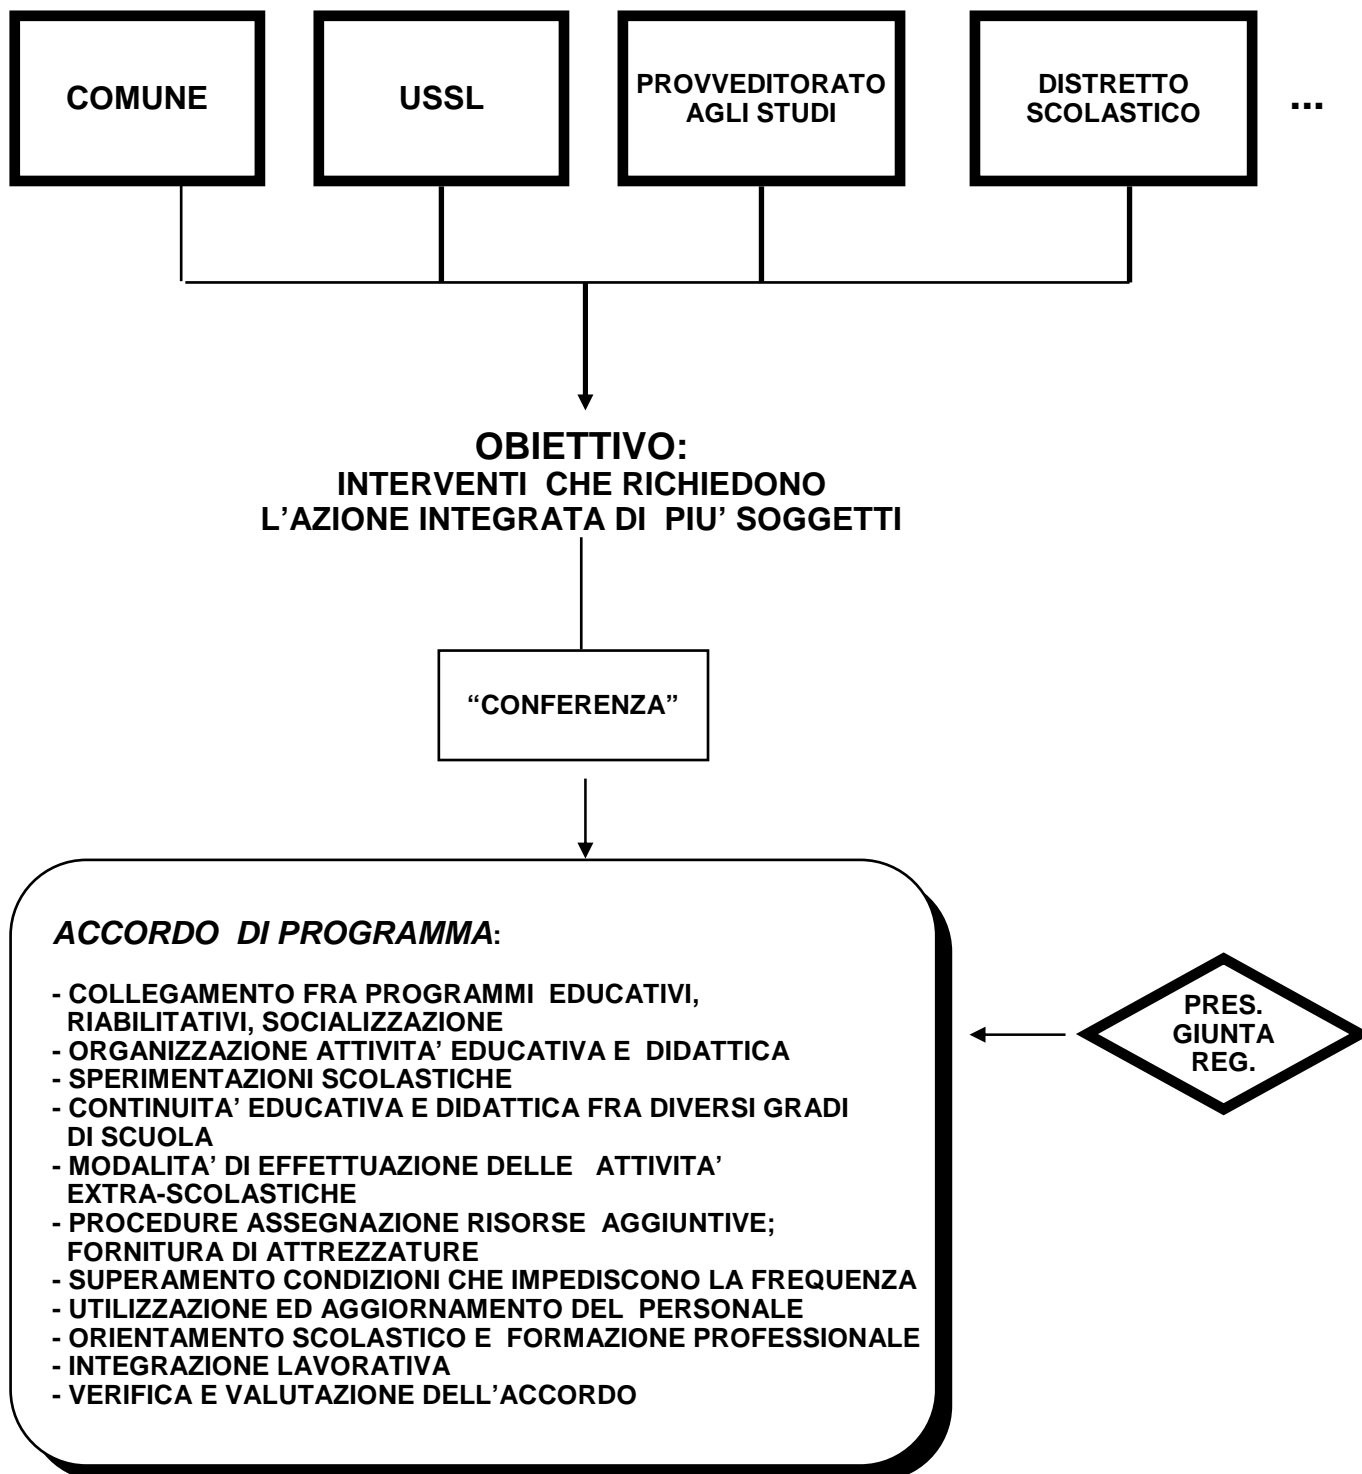 COMUNE
USSL
PROVVEDITORATO
AGLI STUDI
DISTRETTO
SCOLASTICO
...
OBIETTIVO:
INTERVENTI CHE RICHIEDONO
L’AZIONE INTEGRATA DI PIU’ SOGGETTI
“CONFERENZA”
ACCORDO DI PROGRAMMA:
- COLLEGAMENTO FRA PROGRAMMI EDUCATIVI,
RIABILITATIVI, SOCIALIZZAZIONE
- ORGANIZZAZIONE ATTIVITA’ EDUCATIVA E DIDATTICA
- SPERIMENTAZIONI SCOLASTICHE
- CONTINUITA’ EDUCATIVA E DIDATTICA FRA DIVERSI GRADI
DI SCUOLA
- MODALITA’ DI EFFETTUAZIONE DELLE ATTIVITA’
EXTRA-SCOLASTICHE
- PROCEDURE ASSEGNAZIONE RISORSE AGGIUNTIVE;
FORNITURA DI ATTREZZATURE
- SUPERAMENTO CONDIZIONI CHE IMPEDISCONO LA FREQUENZA
- UTILIZZAZIONE ED AGGIORNAMENTO DEL PERSONALE
- ORIENTAMENTO SCOLASTICO E FORMAZIONE PROFESSIONALE
- INTEGRAZIONE LAVORATIVA
- VERIFICA E VALUTAZIONE DELL’ACCORDO
PRES.
GIUNTA
REG.